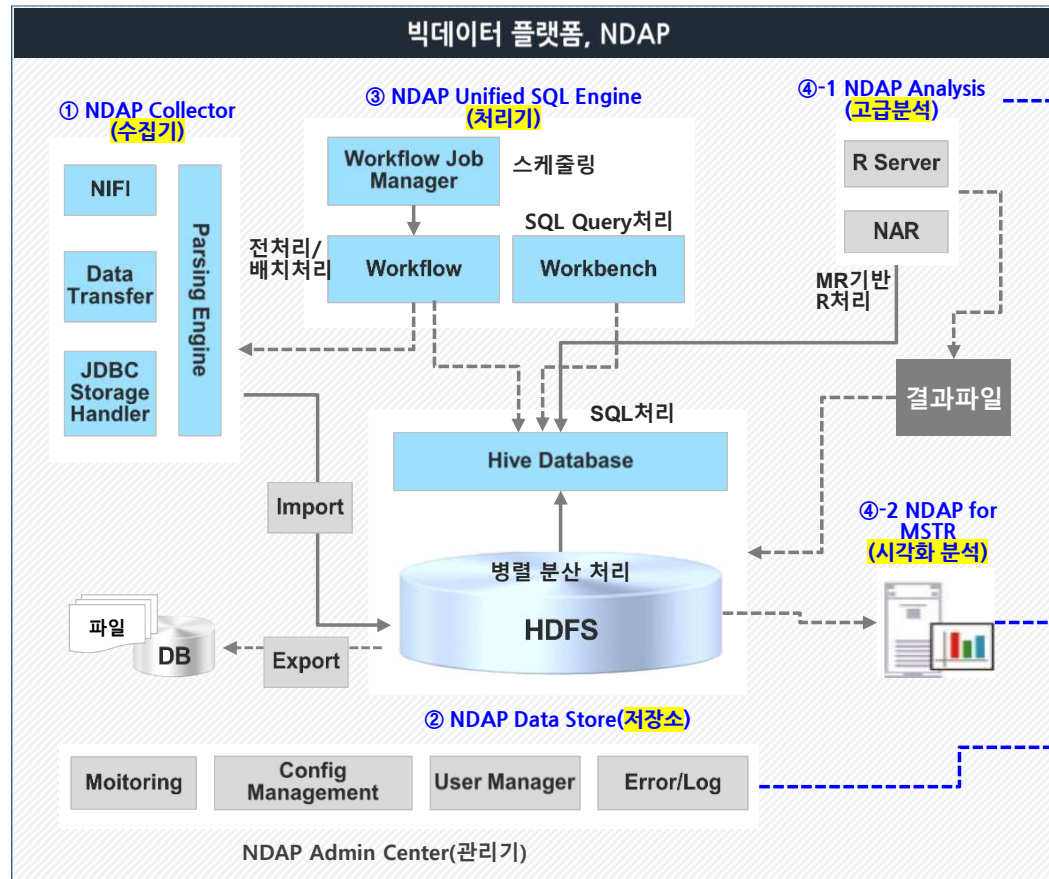 빅데이터 플랫폼, NDAP
① NDAP Collector
(수집기)
NIFI
Data
Transfer
JDBC
Storage
Handler
Parsing Engine
③ NDAP Unified SQL Engine
(처리기)
Workflow Job
Manager
스케줄링
SQL Query처리
전처리/
배치처리
Workflow
Workbench
④-1 NDAP Analysis
(고급분석)
R Server
NAR
MR기반
R처리
결과파일
SQL처리
Hive Database
Import
병렬 분산 처리
HDFS
파일
DB
Export
④-2 NDAP for
MSTR
(시각화 분석)
② NDAP Data Store(저장소)
Moitoring
Config
Management
User Manager
Error/Log
NDAP Admin Center(관리기)